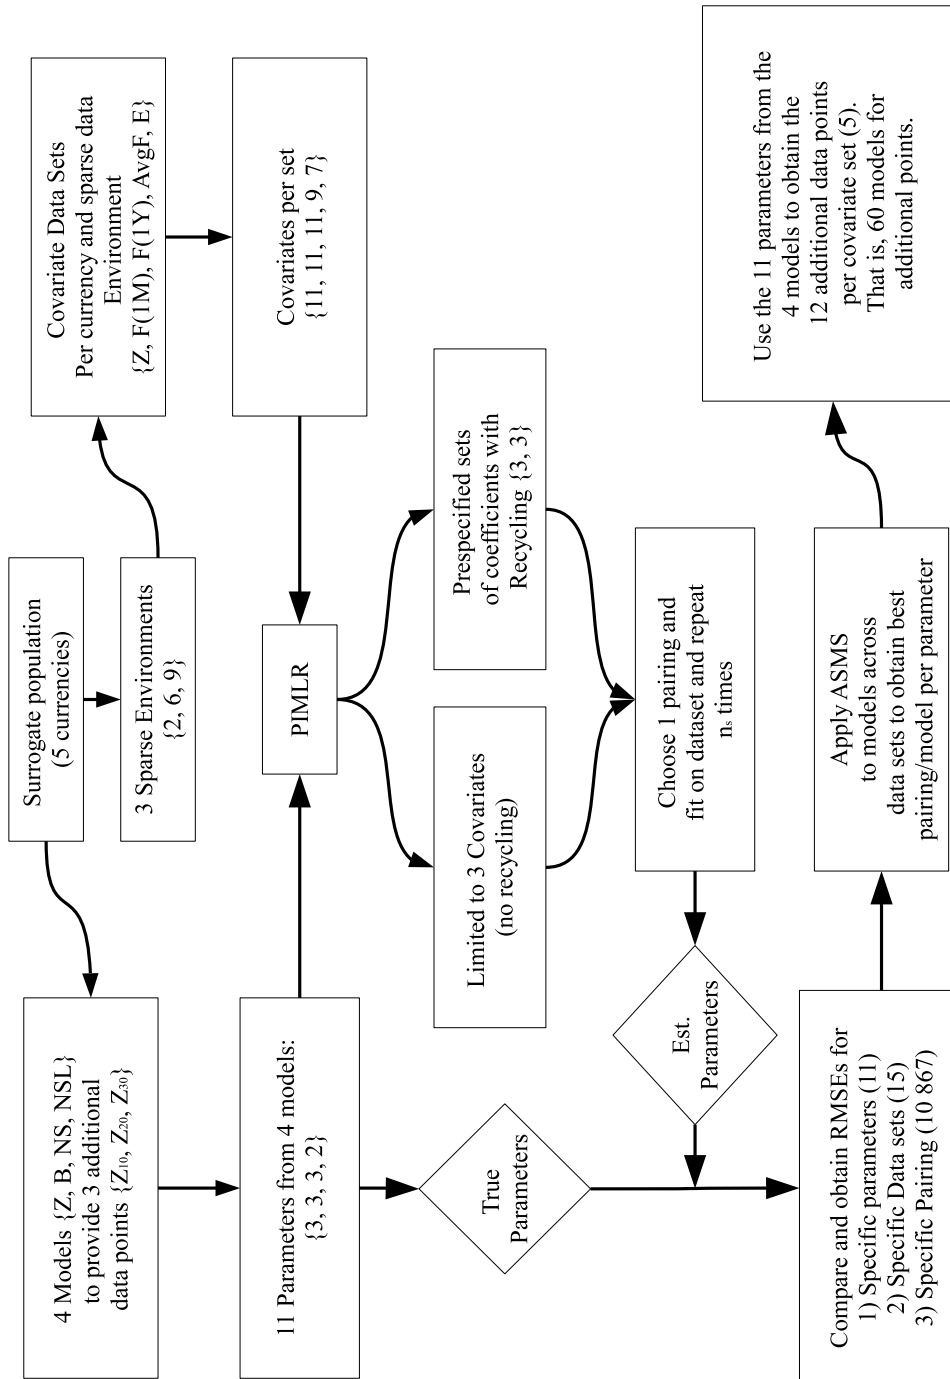 Surrogate population
(5 currencies)
3 Sparse Environments
{2, 6, 9}
4 Models {Z, B, NS, NSL}
to provide 3 additional
data points {Z10, Z20, Z30}
Covariate Data Sets
Per currency and sparse data
Environment
{Z, F(1M), F(1Y), AvgF, E}
11 Parameters from 4 models:
{3, 3, 3, 2}
PIMLR
Covariates per set
{11, 11, 11, 9, 7}
Limited to 3 Covariates
(no recycling)
Prespecified sets
of coefficients with
Recycling {3, 3}
True
Parameters
Est.
Parameters
Choose 1 pairing and
fit on dataset and repeat
ns times
Compare and obtain RMSEs for
1) Specific parameters (11)
2) Specific Data sets (15)
3) Specific Pairing (10 867)
Apply ASMS
to models across
data sets to obtain best
pairing/model per parameter
Use the 11 parameters from the
4 models to obtain the
12 additional data points
per covariate set (5).
That is, 60 models for
additional points.